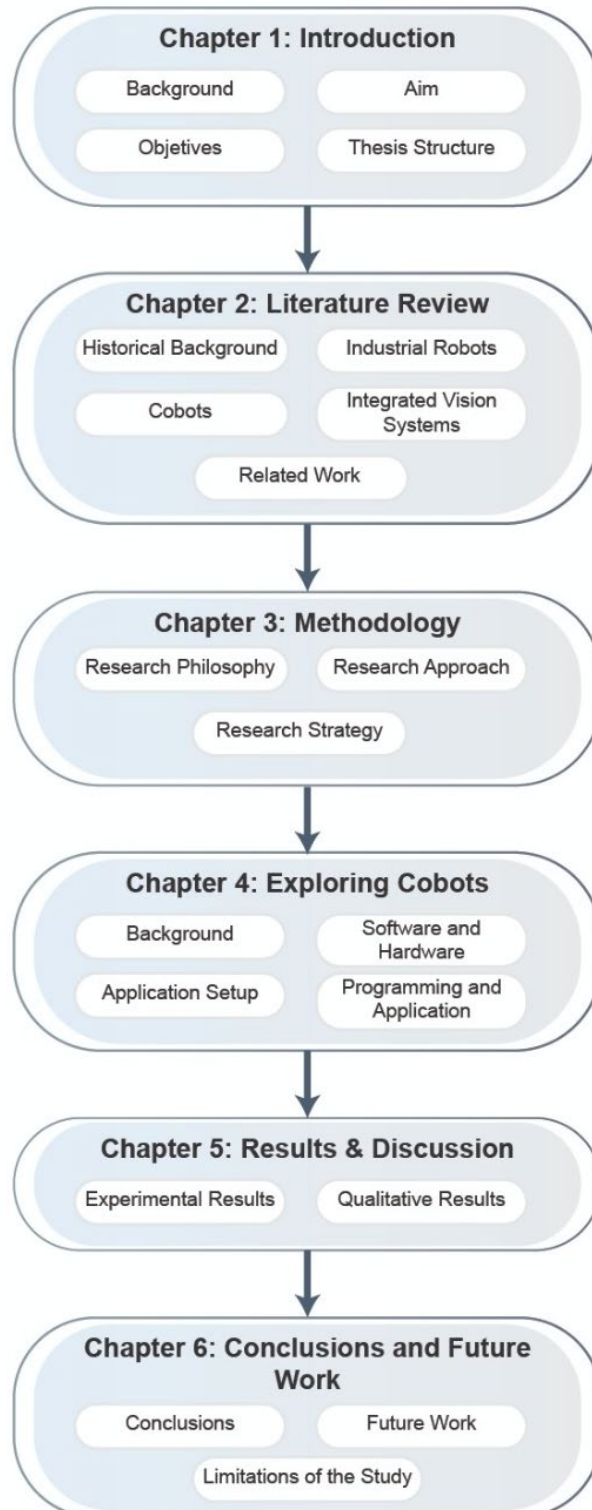 Chapter 1: Introduction
Background
Aim
Objetives
Thesis Structure
Chapter 2: Literature Review
Historical Background
Industrial Robots
Cobots
Integrated Vision
Systems
Related Work
Chapter 3: Methodology
Research Philosophy
Research Approach
Research Strategy
Chapter 4: Exploring Cobots
Background
Software and
Hardware
Application Setup
Programming and
Application
Chapter 5: Results & Discussion
Experimental Results
Qualitative Results
Chapter 6: Conclusions and Future
Work
Conclusions
Future Work
Limitations of the Study